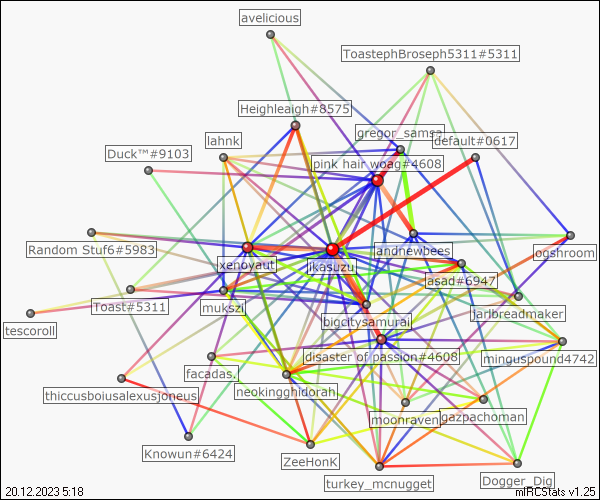 avelicious
ToastephBroseph5311#5311
Heighleaigh#8575
gregor_samsa
default#0617
lahnk
Duck™#9103
pink hair woag#4608
Random Stuf6#5983
xenoyaut
ikasuzu
andnewbees
ogshroom
asad#6947
Toast#5311
mukszi
jarlbreadmaker
tescoroll
bigcitysamurai
disaster of passion#4608
minguspound4742
facadas.
thiccusboiusalexusjoneus
neokingghidorah
moonraven
gazpachoman
Knowun#6424
ZeeHonK
turkey_mcnugget
Dogger_Dig
20.12.2023 5:18
mIRCStats v1.25